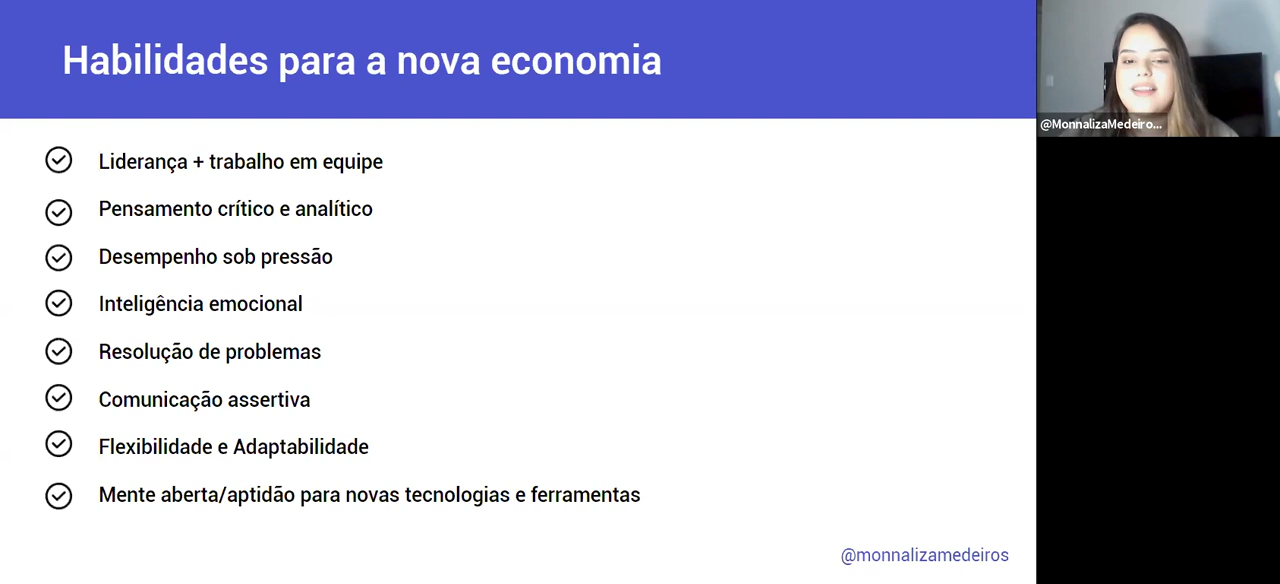 Habilidades para a nova economia
@MonnalizaMedeiro...
Liderança + trabalho em equipe
Pensamento crítico e analítico
Desempenho sob pressão
Inteligência emocional
Resolução de problemas
Comunicação assertiva
Flexibilidade e Adaptabilidade
Mente aberta/aptidão para novas tecnologias e ferramentas
@monnalizamedeiros